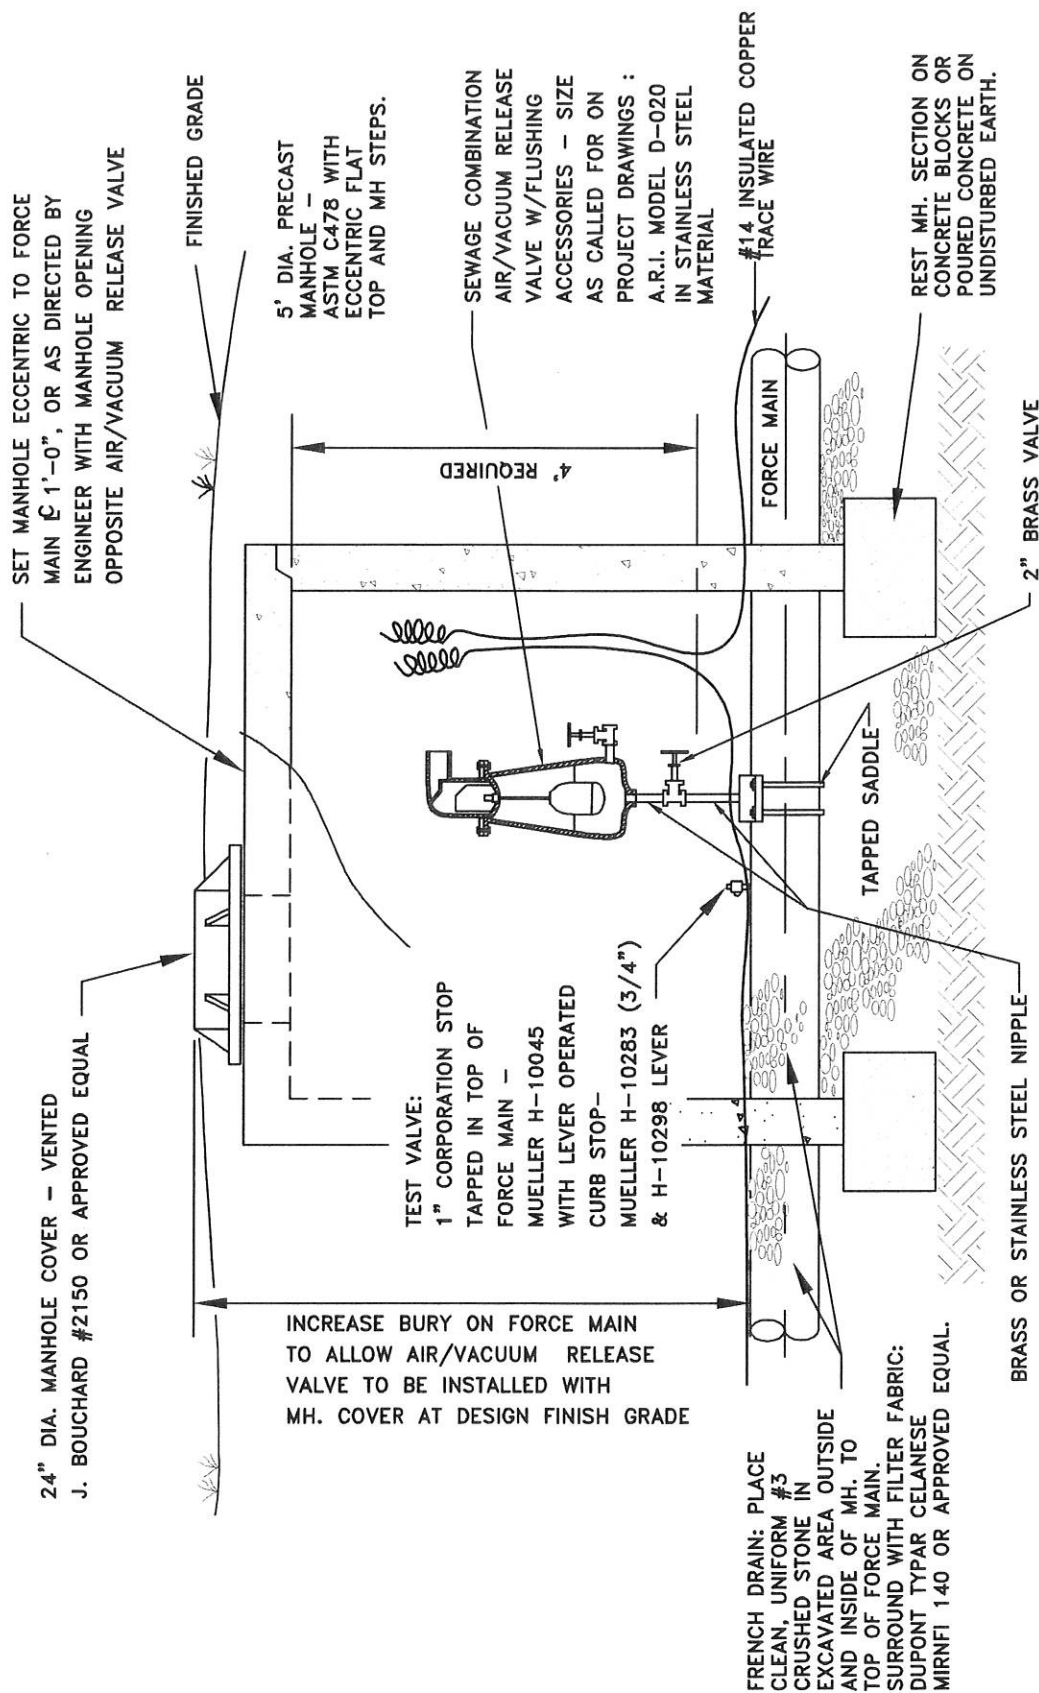 SET MANHOLE ECCENTRIC TO FORCE
MAIN ℄ 1'-0", OR AS DIRECTED BY
ENGINEER WITH MANHOLE OPENING
OPPOSITE AIR/VACUUM RELEASE VALVE
24" DIA. MANHOLE COVER – VENTED
J. BOUCHARD #2150 OR APPROVED EQUAL
FINISHED GRADE
5' DIA. PRECAST
MANHOLE –
ASTM C478 WITH
ECCENTRIC FLAT
TOP AND MH STEPS.
4' REQUIRED
SEWAGE COMBINATION
AIR/VACUUM RELEASE
VALVE W/FLUSHING
ACCESSORIES – SIZE
AS CALLED FOR ON
PROJECT DRAWINGS :
A.R.I. MODEL D-020
IN STAINLESS STEEL
MATERIAL
#14 INSULATED COPPER
TRACE WIRE
TEST VALVE:
1" CORPORATION STOP
TAPPED IN TOP OF
FORCE MAIN –
MUELLER H-10045
WITH LEVER OPERATED
CURB STOP–
MUELLER H-10283 (3/4")
& H-10298 LEVER
INCREASE BURY ON FORCE MAIN
TO ALLOW AIR/VACUUM RELEASE
VALVE TO BE INSTALLED WITH
MH. COVER AT DESIGN FINISH GRADE
FORCE MAIN
FRENCH DRAIN: PLACE
CLEAN, UNIFORM #3
CRUSHED STONE IN
EXCAVATED AREA OUTSIDE
AND INSIDE OF MH. TO
TOP OF FORCE MAIN.
SURROUND WITH FILTER FABRIC:
DUPONT TYPAR CELANESE
MIRNFI 140 OR APPROVED EQUAL.
TAPPED SADDLE
REST MH. SECTION ON
CONCRETE BLOCKS OR
POURED CONCRETE ON
UNDISTURBED EARTH.
BRASS OR STAINLESS STEEL NIPPLE
2" BRASS VALVE